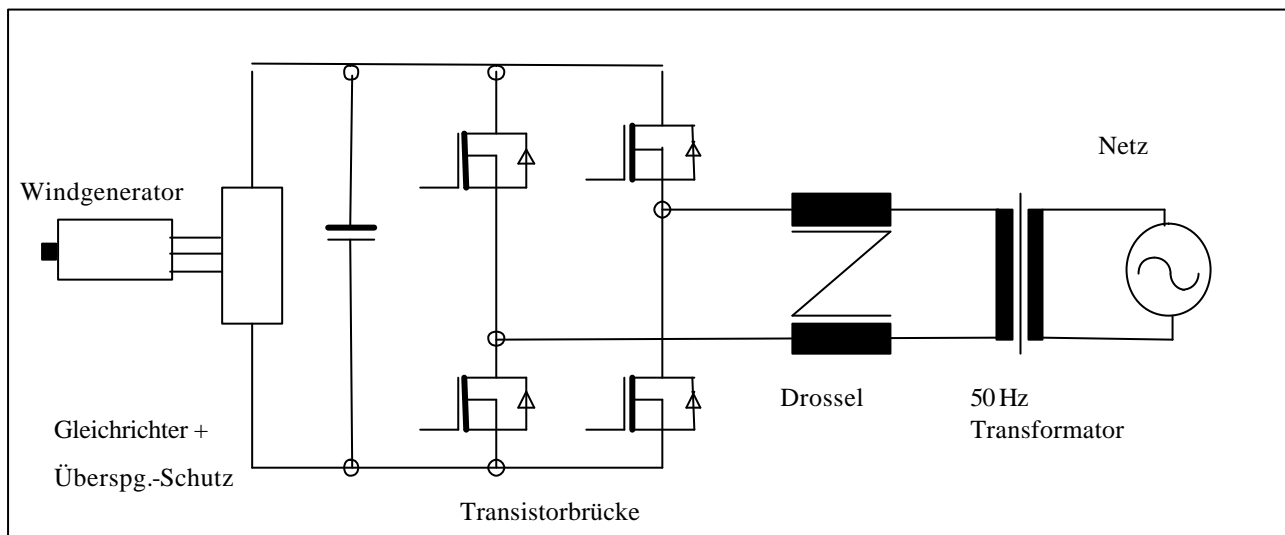 Netz
Windgenerator
Drossel
50 Hz
Transformator
Gleichrichter +
Überspg.-Schutz
Transistorbrücke